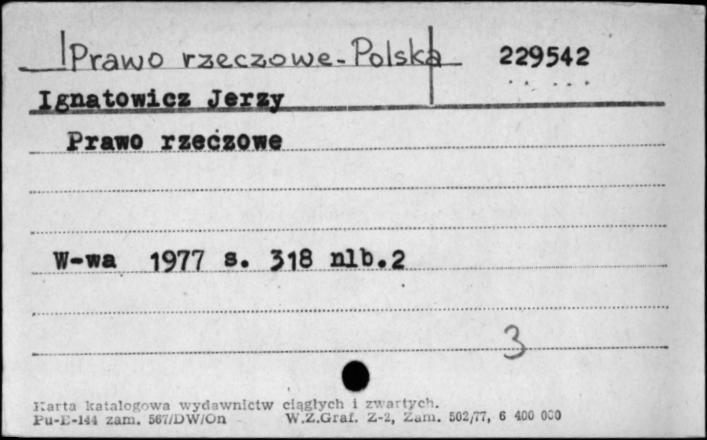 Prawo rzeczowe-Polska 229542
Ignatowicz Jerzy
Prawo rzeczowe
W-wa 1977 s. 318 nlb.2
3
Karta katalogowa wydawnictw ciągłych i zwartych.
Pu-E-144 zam. 567/DW/On W.Z.Graf. Z-2, Zam. 502/77, 6 400 000